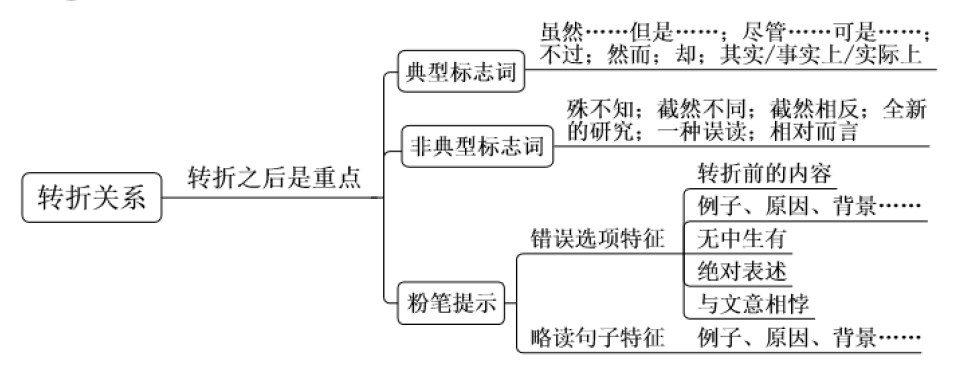 转折关系
转折之后是重点
典型标志词
虽然……但是……；尽管……可是……；
不过；然而；却；其实/事实上/实际上
非典型标志词
殊不知；截然不同；截然相反；全新
的研究；一种误读；相对而言
粉笔提示
错误选项特征
转折前的内容
例子、原因、背景……
无中生有
绝对表述
与文意相悖
略读句子特征
例子、原因、背景……